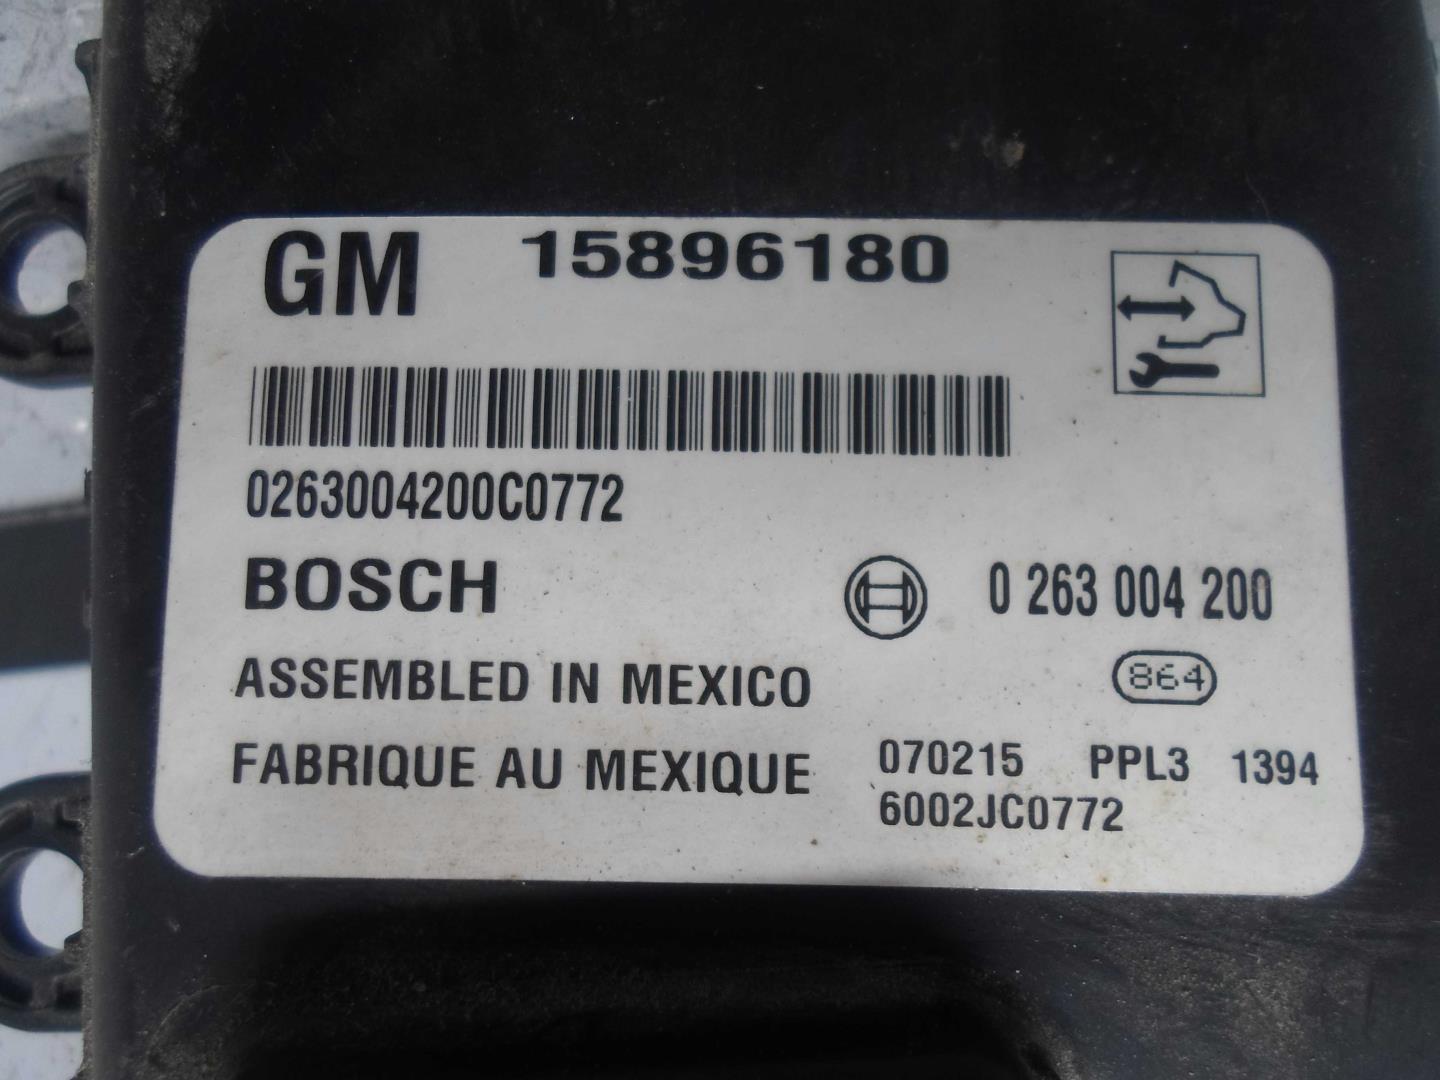 GM 15896180
0263004200C0772
BOSCH 0 263 004 200
ASSEMBLED IN MEXICO 864
FABRIQUE AU MEXIQUE 070215 PPL3 1394
6002JC0772